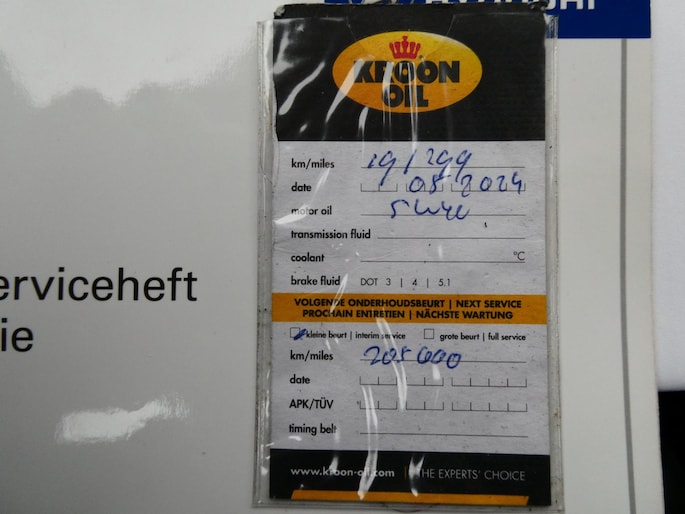 KROON
OIL
km/miles 191299
date 05 2024
motor oil 5W40
transmission fluid
coolant °C
brake fluid DOT 3 | 4 | 5.1
VOLGENDE ONDERHOUDSBEURT | NEXT SERVICE
PROCHAIN ENTRETIEN | NÄCHSTE WARTUNG
kleine beurt | interim service grote beurt | full service
km/miles 205000
date
APK/TÜV
timing belt
www.kroon-oil.com | THE EXPERTS' CHOICE
erviceheft
ie